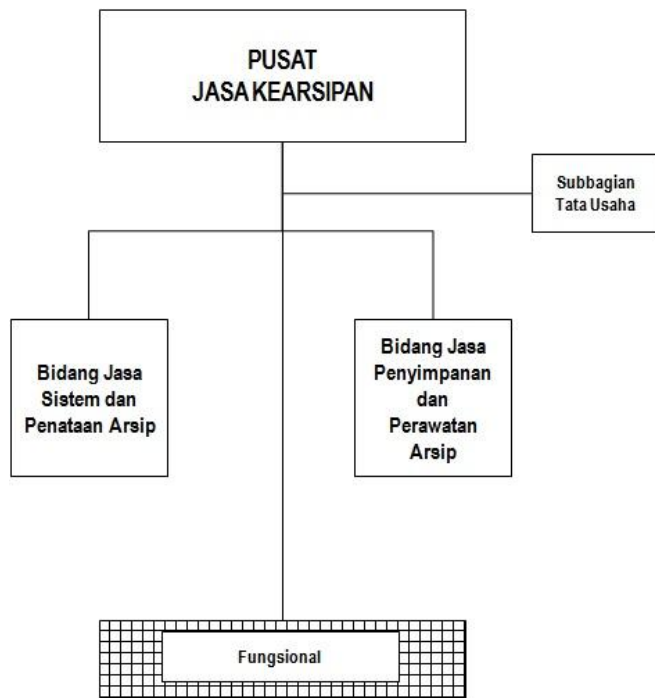 PUSAT
JASA KEARSIPAN
Subbagian
Tata Usaha
Bidang Jasa
Sistem dan
Penataan Arsip
Bidang Jasa
Penyimpanan
dan
Perawatan
Arsip
Fungsional